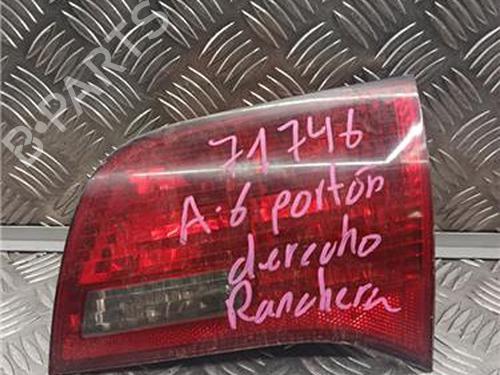 B-PARTS
71746
A·6 portón
derecho
Ranchera